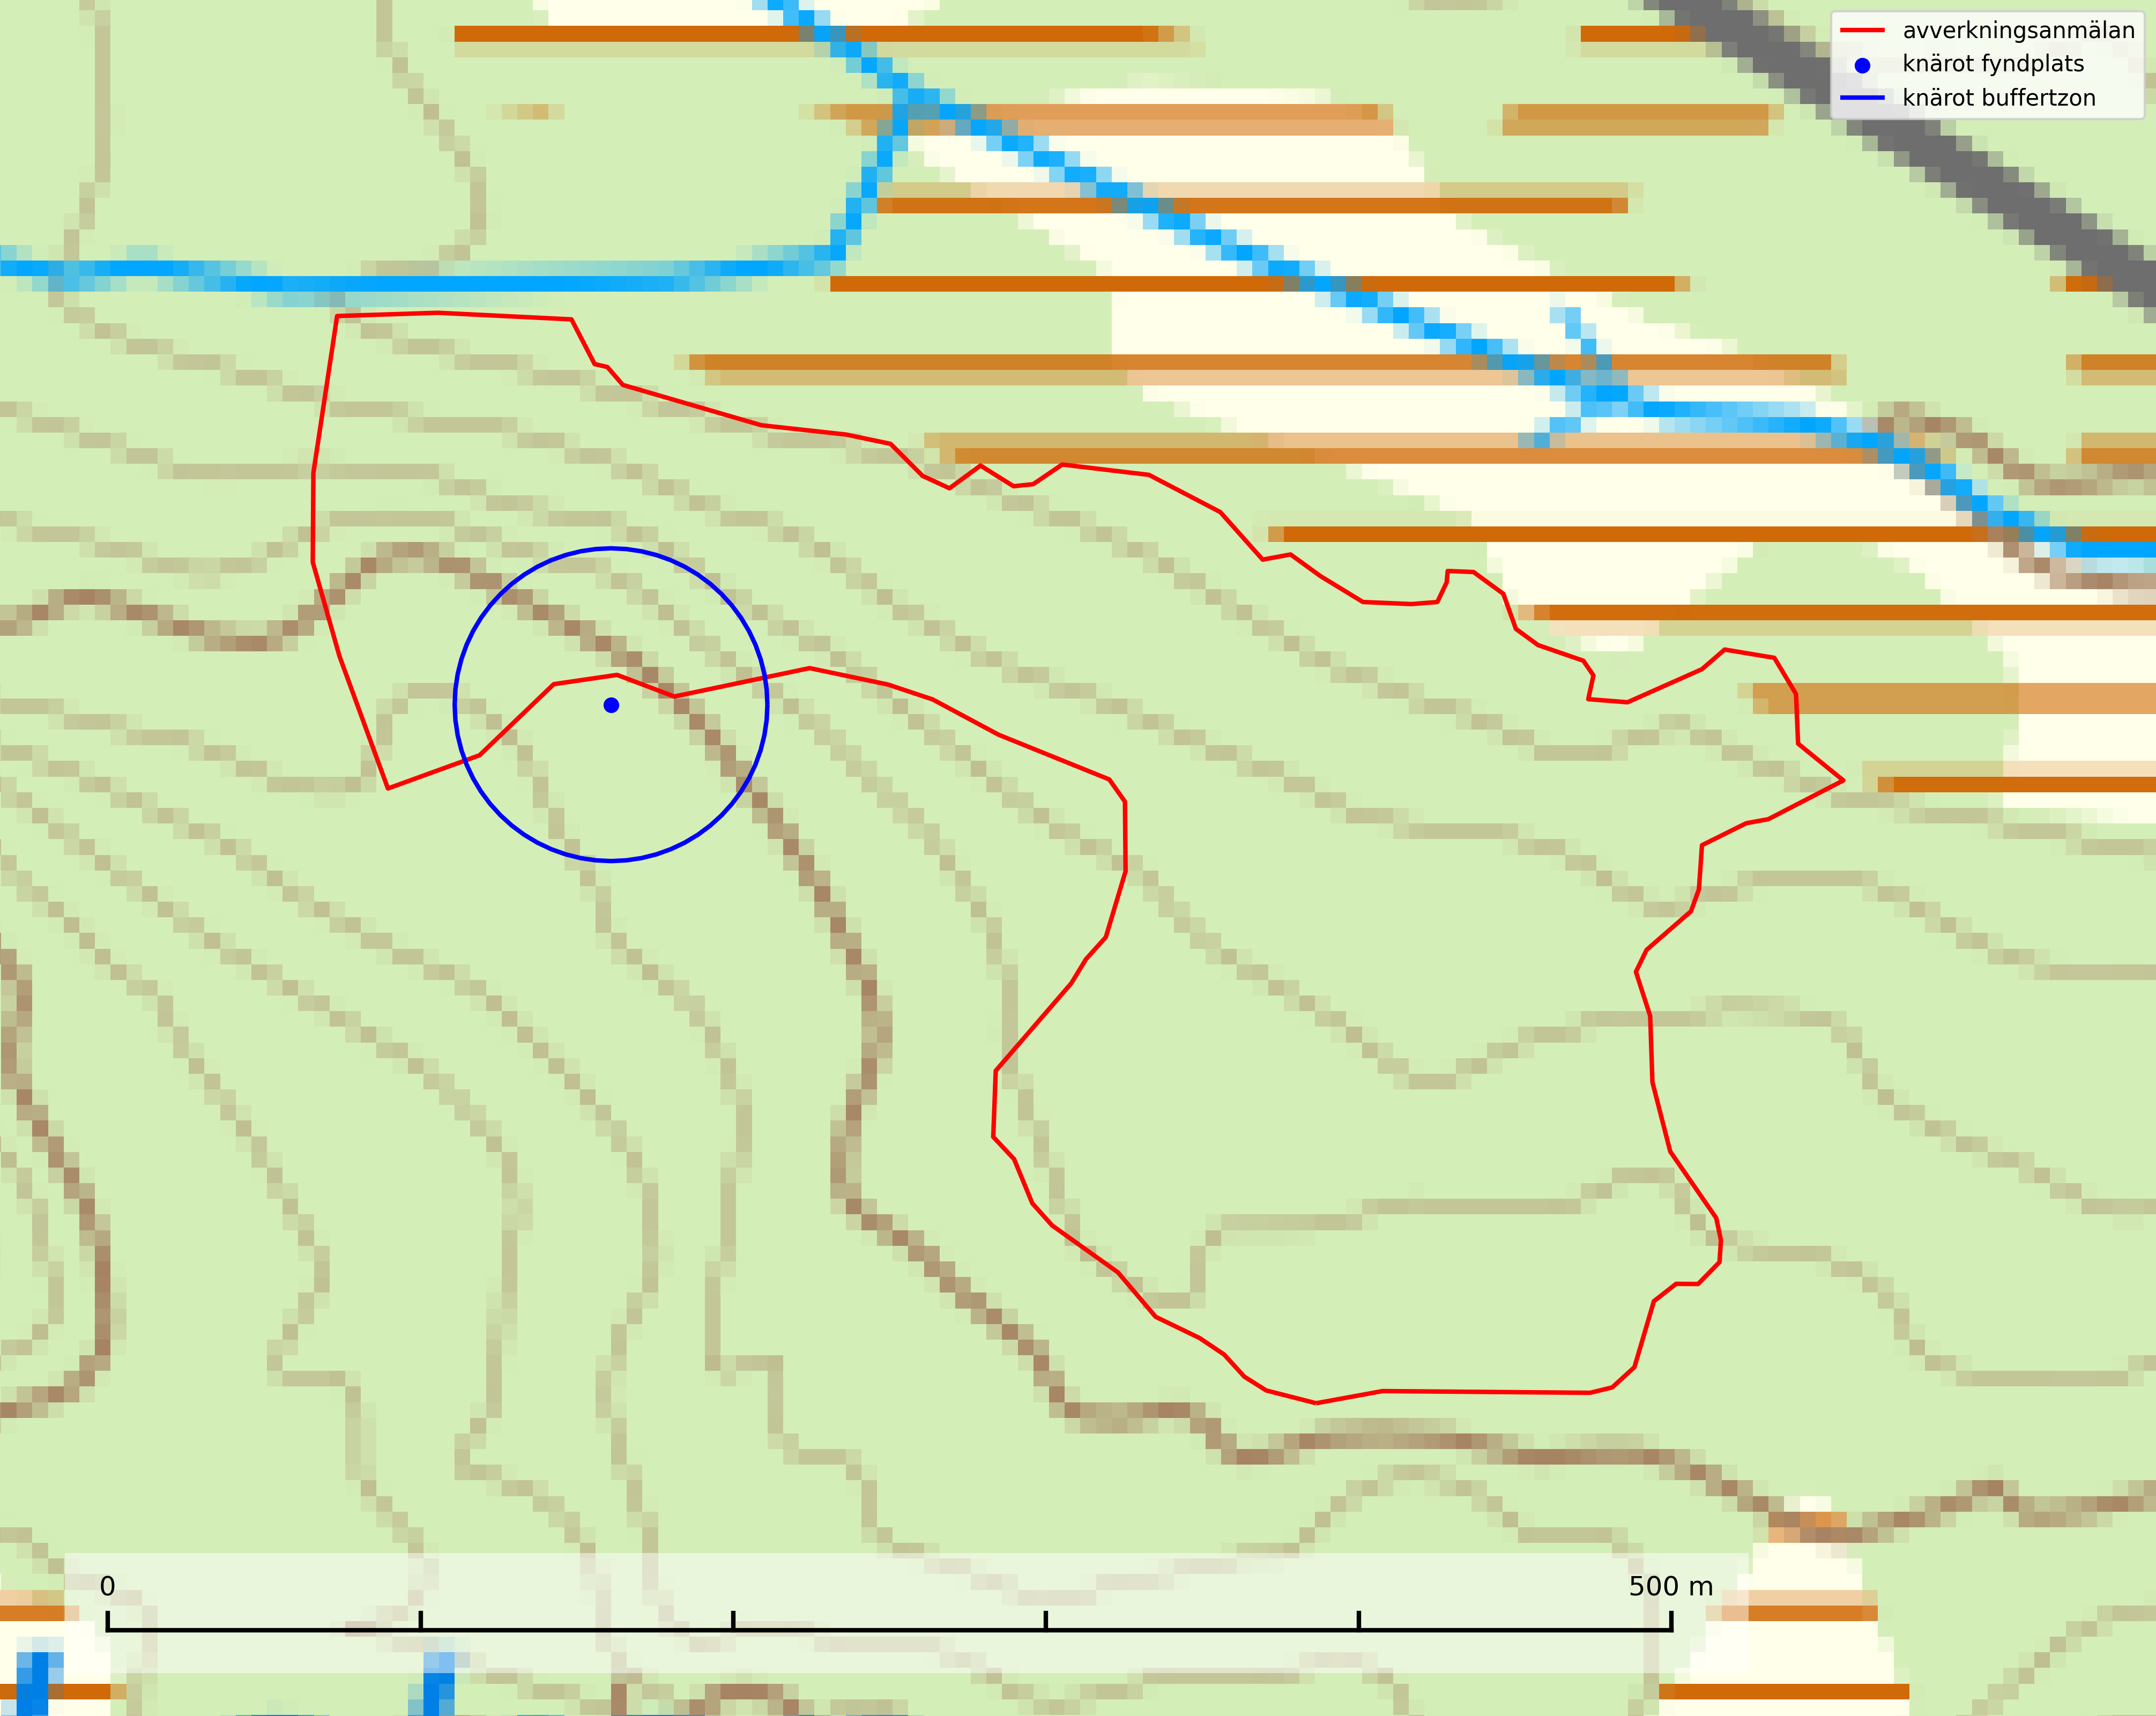 avverkningsanmälan
knärot fyndplats
knärot buffertzon
0
500 m